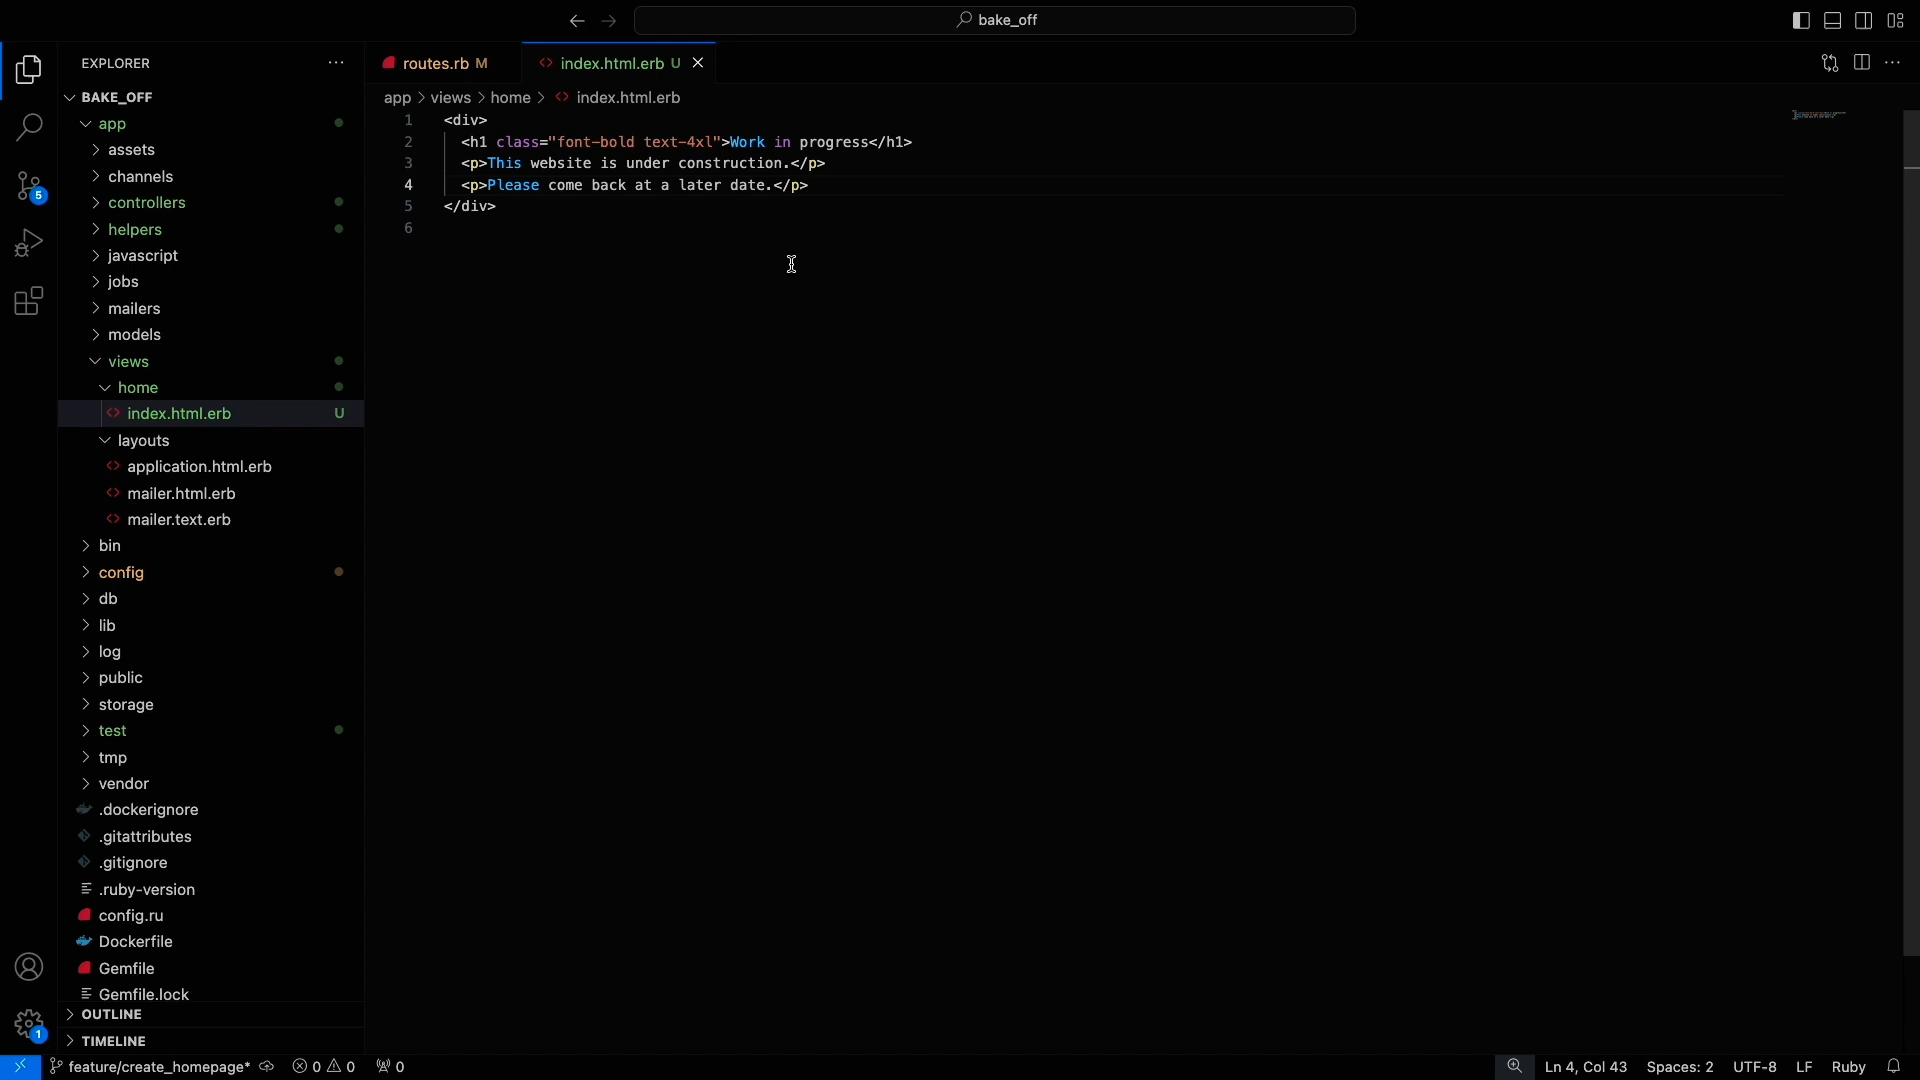 bake_off
EXPLORER
BAKE_OFF
app
assets
channels
controllers
helpers
javascript
jobs
mailers
models
views
home
index.html.erb U
layouts
application.html.erb
mailer.html.erb
mailer.text.erb
bin
config
db
lib
log
public
storage
test
tmp
vendor
.dockerignore
.gitattributes
.gitignore
.ruby-version
config.ru
Dockerfile
Gemfile
Gemfile.lock
OUTLINE
TIMELINE
5
1
routes.rb M
index.html.erb U
app > views > home > index.html.erb
1 <div>
2 <h1 class="font-bold text-4xl">Work in progress</h1>
3 <p>This website is under construction.</p>
4 <p>Please come back at a later date.</p>
5 </div>
6
feature/create_homepage* 0 0 0
Ln 4, Col 43 Spaces: 2 UTF-8 LF Ruby